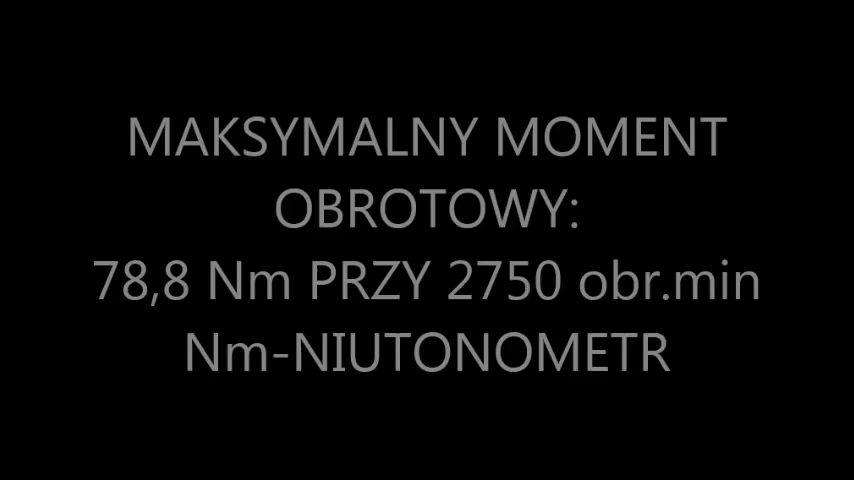 MAKSYMALNY MOMENT
OBROTOWY:
78,8 Nm PRZY 2750 obr.min
Nm-NIUTONOMETR